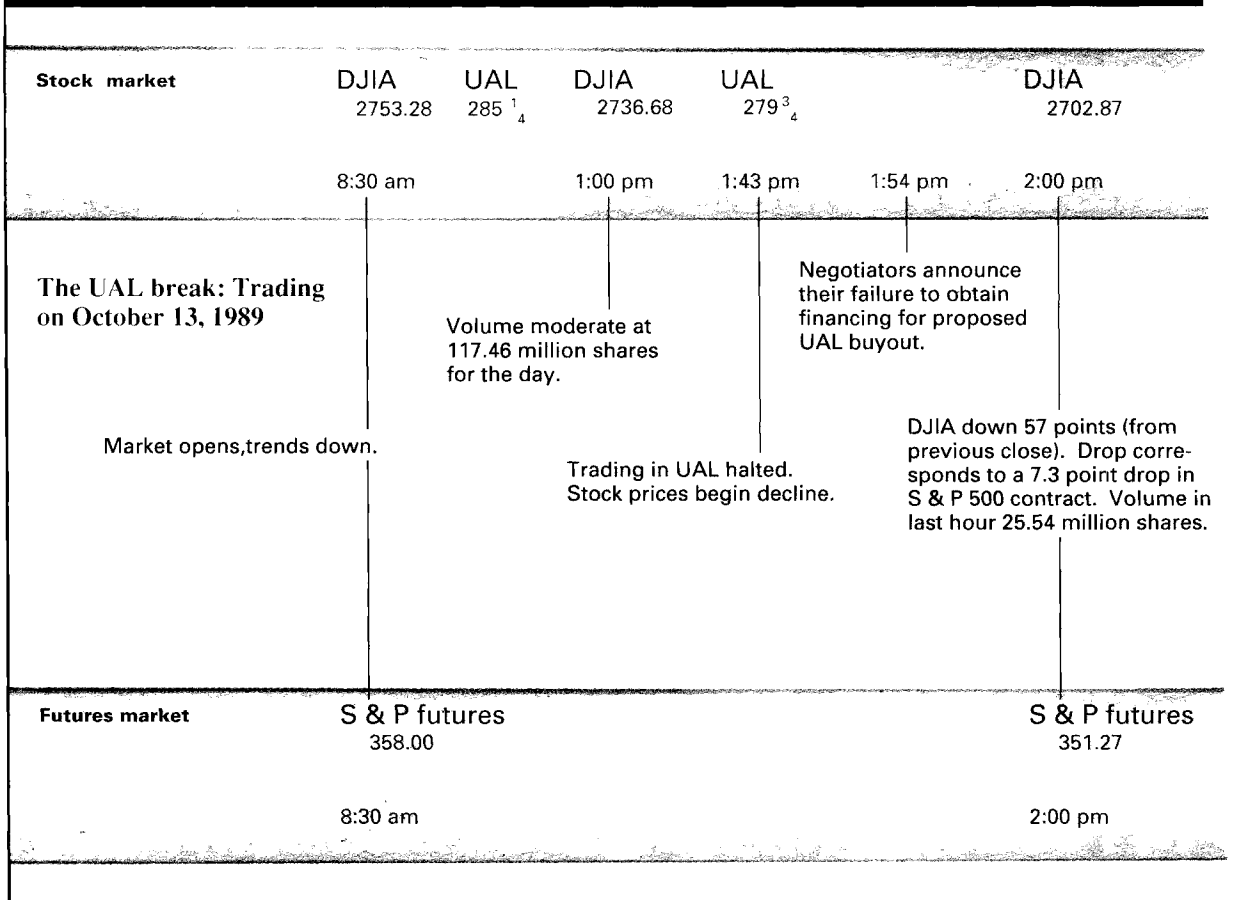 Stock market
DJIA UAL DJIA UAL DJIA
2753.28 285 1/4 2736.68 279 3/4 2702.87
8:30 am 1:00 pm 1:43 pm 1:54 pm 2:00 pm
The UAL break: Trading
on October 13, 1989
Market opens,trends down.
Volume moderate at
117.46 million shares
for the day.
Trading in UAL halted.
Stock prices begin decline.
Negotiators announce
their failure to obtain
financing for proposed
UAL buyout.
DJIA down 57 points (from
previous close). Drop corre-
sponds to a 7.3 point drop in
S & P 500 contract. Volume in
last hour 25.54 million shares.
Futures market
S & P futures S & P futures
358.00 351.27
8:30 am 2:00 pm